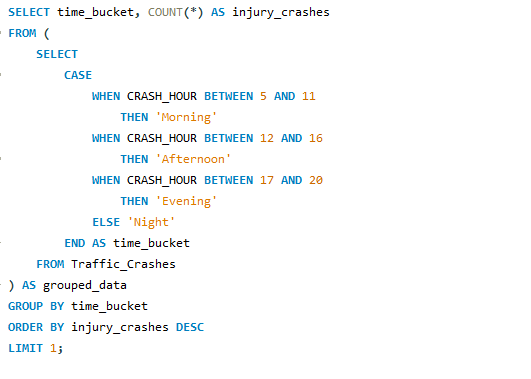 SELECT time_bucket, COUNT(*) AS injury_crashes
FROM (
    SELECT
        CASE
            WHEN CRASH_HOUR BETWEEN 5 AND 11
                THEN 'Morning'
            WHEN CRASH_HOUR BETWEEN 12 AND 16
                THEN 'Afternoon'
            WHEN CRASH_HOUR BETWEEN 17 AND 20
                THEN 'Evening'
            ELSE 'Night'
        END AS time_bucket
    FROM Traffic_Crashes
) AS grouped_data
GROUP BY time_bucket
ORDER BY injury_crashes DESC
LIMIT 1;